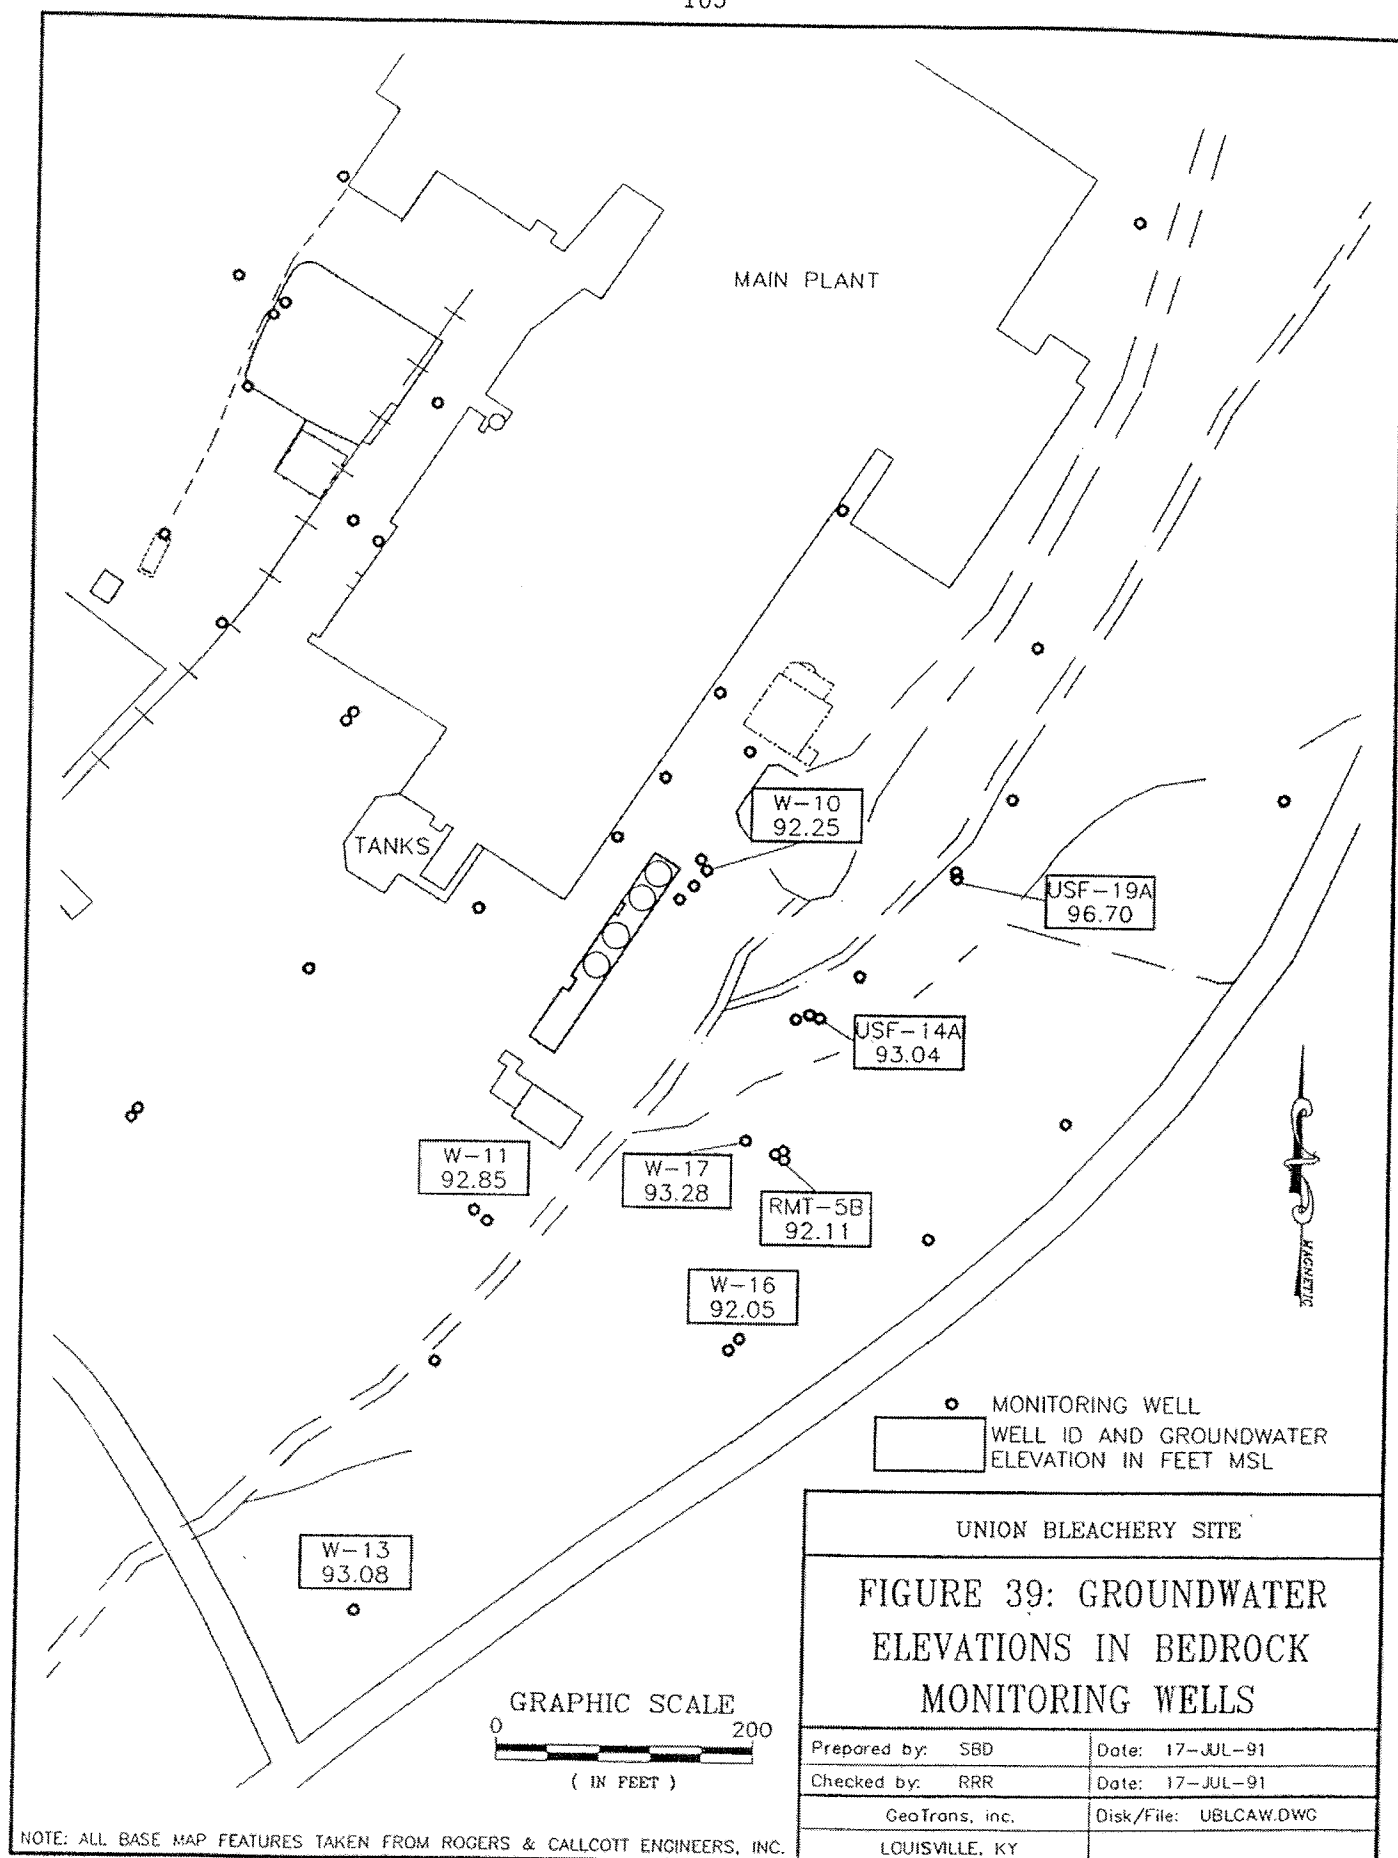 MAIN PLANT
W-10
92.25
TANKS
USF-19A
96.70
USF-14A
93.04
W-11
92.85
W-17
93.28
RMT-5B
92.11
W-16
92.05
MAGNETIC
MONITORING WELL
WELL ID AND GROUNDWATER
ELEVATION IN FEET MSL
W-13
93.08
UNION BLEACHERY SITE
FIGURE 39: GROUNDWATER
ELEVATIONS IN BEDROCK
MONITORING WELLS
GRAPHIC SCALE
0 200
( IN FEET )
Prepared by: SBD Date: 17-JUL-91
Checked by: RRR Date: 17-JUL-91
GeoTrans, inc. Disk/File: UBLCAW.DWG
LOUISVILLE, KY
NOTE: ALL BASE MAP FEATURES TAKEN FROM ROGERS & CALLCOTT ENGINEERS, INC.